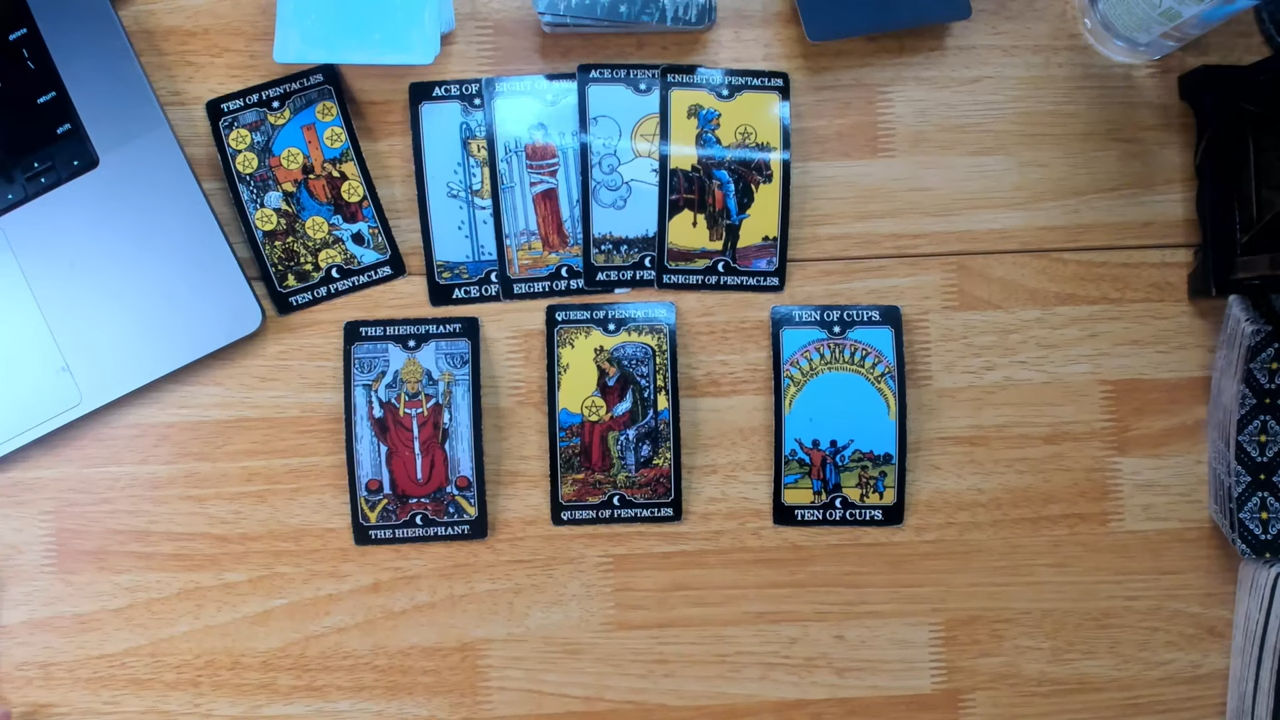 delete
return
shift
TEN OF PENTACLES.
TEN OF PENTACLES.
ACE OF
ACE OF
EIGHT OF SW
EIGHT OF SW
ACE OF PENT
ACE OF PEN
KNIGHT OF PENTACLES.
KNIGHT OF PENTACLES.
THE HIEROPHANT.
THE HIEROPHANT.
QUEEN OF PENTACLES.
QUEEN OF PENTACLES.
TEN OF CUPS.
TEN OF CUPS.